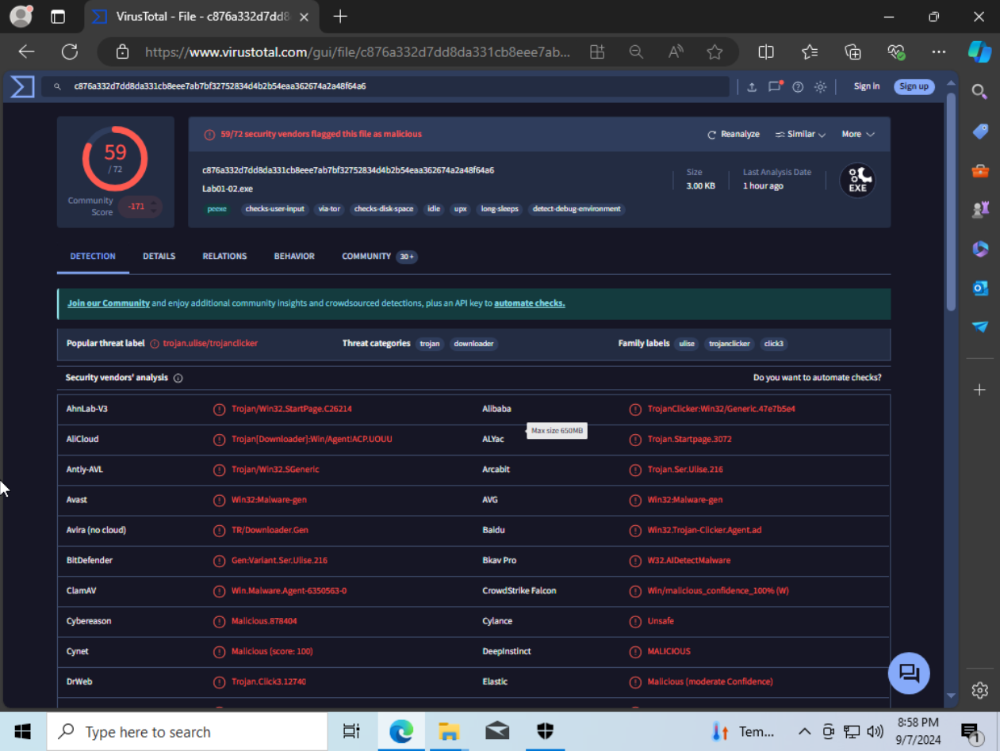 VirusTotal - File - c876a332d7dd8
https://www.virustotal.com/gui/file/c876a332d7dd8da331cb8eee7ab...
c876a332d7dd8da331cb8eee7ab7bf32752834d4b2b54eaa362674a2a48f64a6
Sign in
Sign up
59
/ 72
Community
Score
-171
59/72 security vendors flagged this file as malicious
Reanalyze
Similar
More
c876a332d7dd8da331cb8eee7ab7bf32752834d4b2b54eaa362674a2a48f64a6
Lab01-02.exe
Size
3.00 KB
Last Analysis Date
1 hour ago
EXE
peexe checks-user-input via-tor checks-disk-space idle upx long-sleeps detect-debug-environment
DETECTION DETAILS RELATIONS BEHAVIOR COMMUNITY 30+
Join our Community and enjoy additional community insights and crowdsourced detections, plus an API key to automate checks.
Popular threat label trojan.ulise/trojanclicker Threat categories trojan downloader Family labels ulise trojanclicker click3
Security vendors' analysis Do you want to automate checks?
AhnLab-V3 Trojan/Win32.StartPage.C26214 Alibaba TrojanClicker:Win32/Generic.47e7b5e4
Max size 650MB
AliCloud Trojan[Downloader]:Win/Agent!ACP.UOUU ALYac Trojan.Startpage.3072
Antiy-AVL Trojan/Win32.SGeneric Arcabit Trojan.Ser.Ulise.216
Avast Win32:Malware-gen AVG Win32:Malware-gen
Avira (no cloud) TR/Downloader.Gen Baidu Win32.Trojan-Clicker.Agent.ad
BitDefender Gen:Variant.Ser.Ulise.216 Bkav Pro W32.AIDetectMalware
ClamAV Win.Malware.Agent-6350563-0 CrowdStrike Falcon Win/malicious_confidence_100% (W)
Cybereason Malicious.878404 Cylance Unsafe
Cynet Malicious (score: 100) DeepInstinct MALICIOUS
DrWeb Trojan.Click3.12740 Elastic Malicious (moderate Confidence)
Type here to search
Tem...
8:58 PM
9/7/2024
1